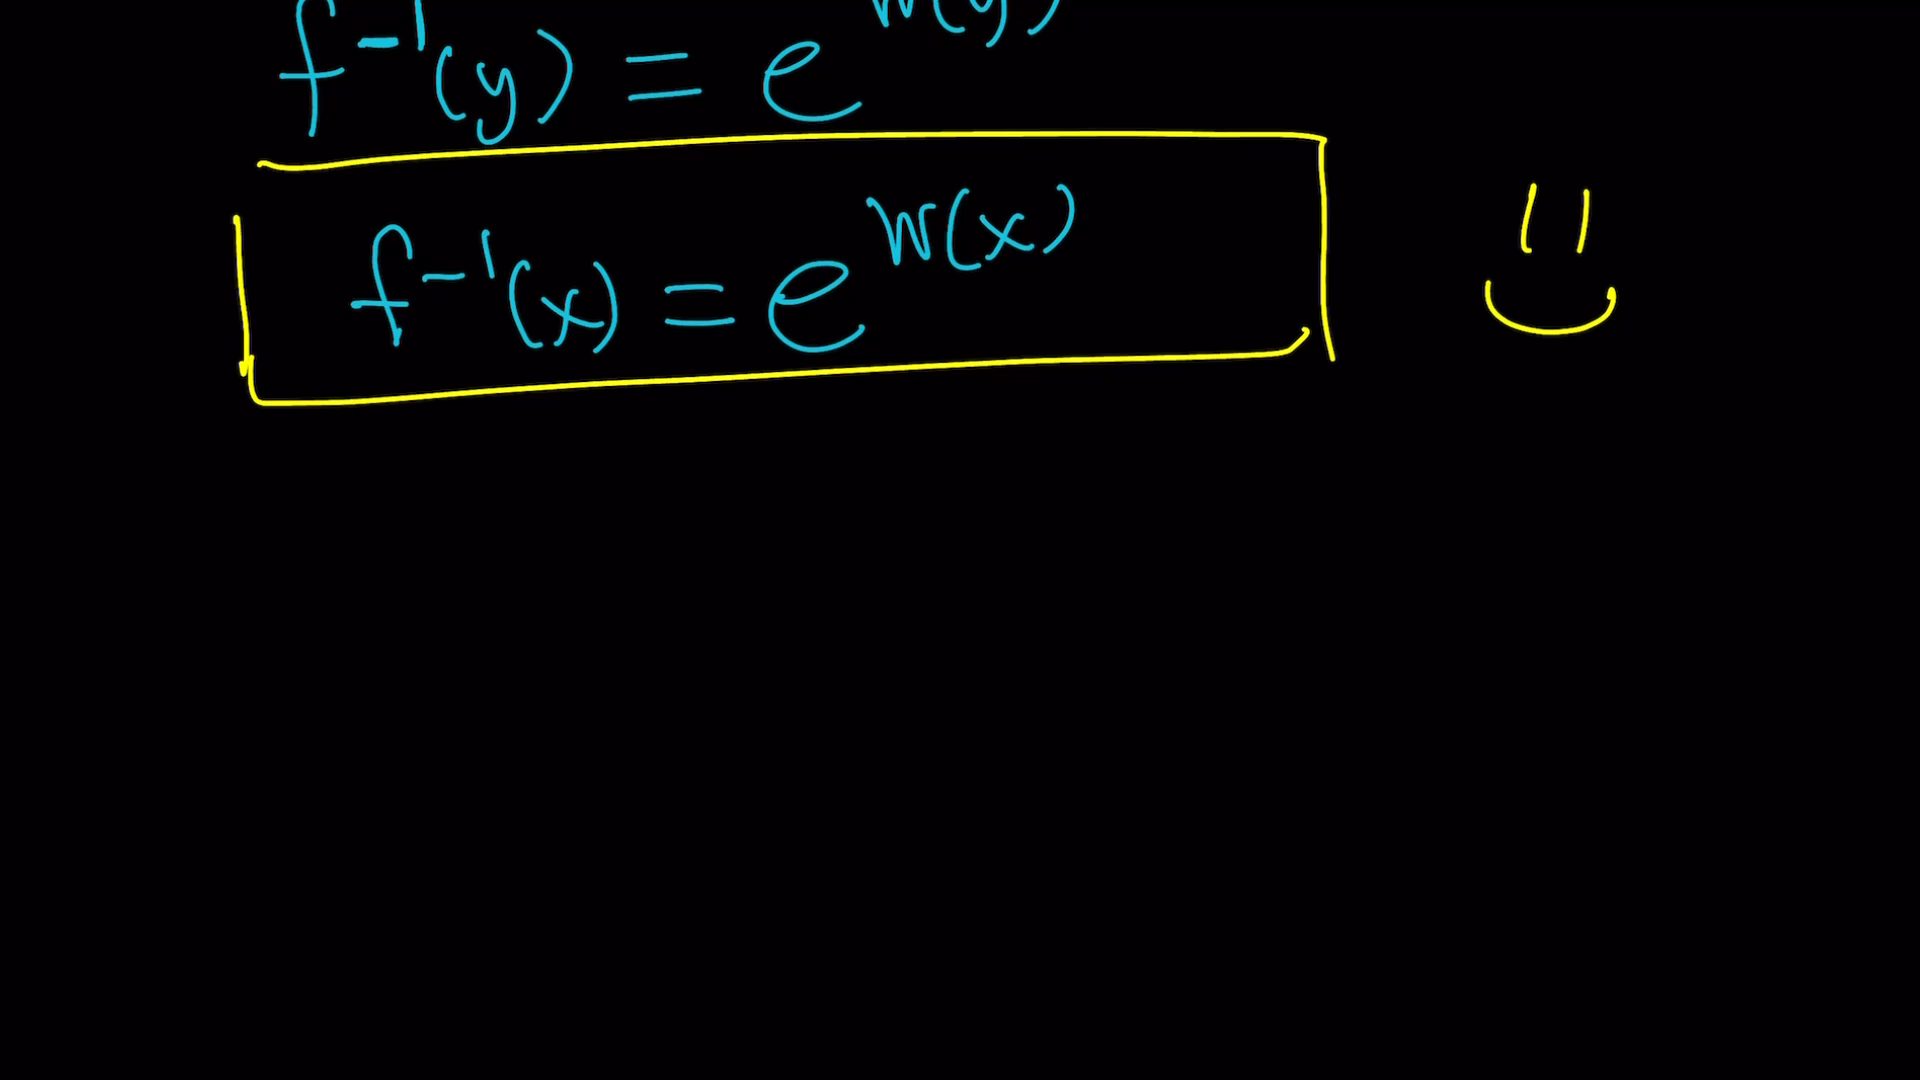 f⁻¹(y) = e^W(y)
f⁻¹(x) = e^W(x)